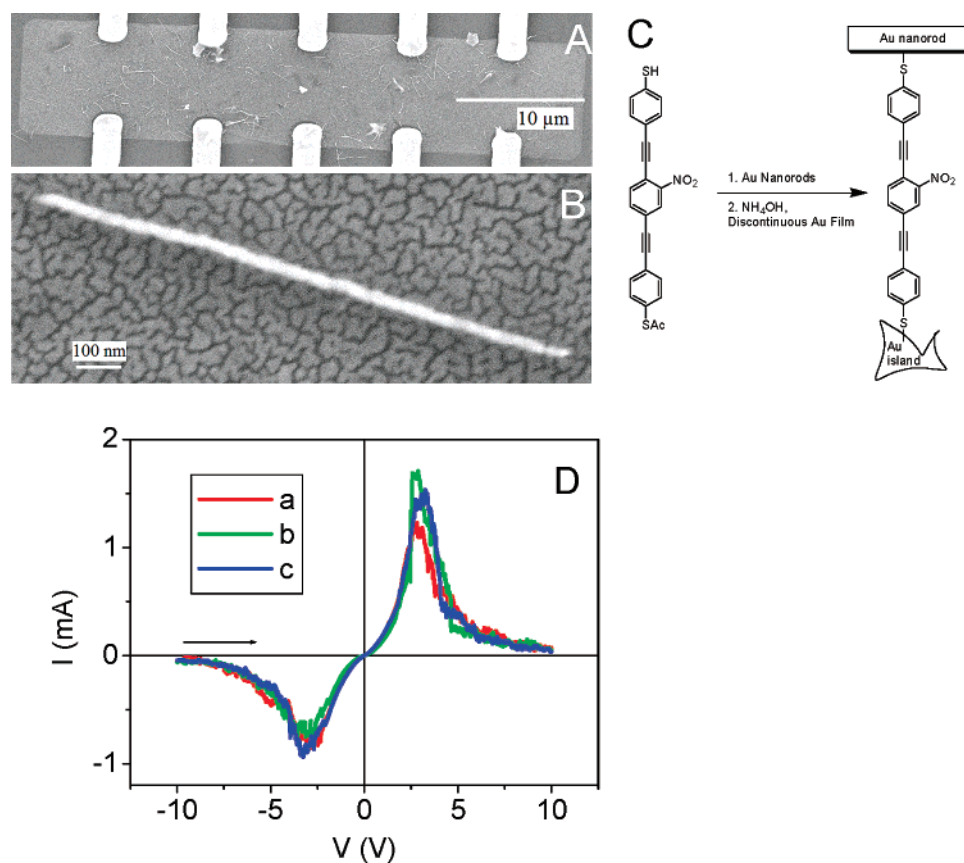 A
10 µm
B
100 nm
C
SH
NO2
SAc
1. Au Nanorods
2. NH4OH,
Discontinuous Au Film
Au nanorod
S
NO2
S
Au
island
D
a
b
c
2
1
0
-1
I (mA)
-10
-5
0
5
10
V (V)